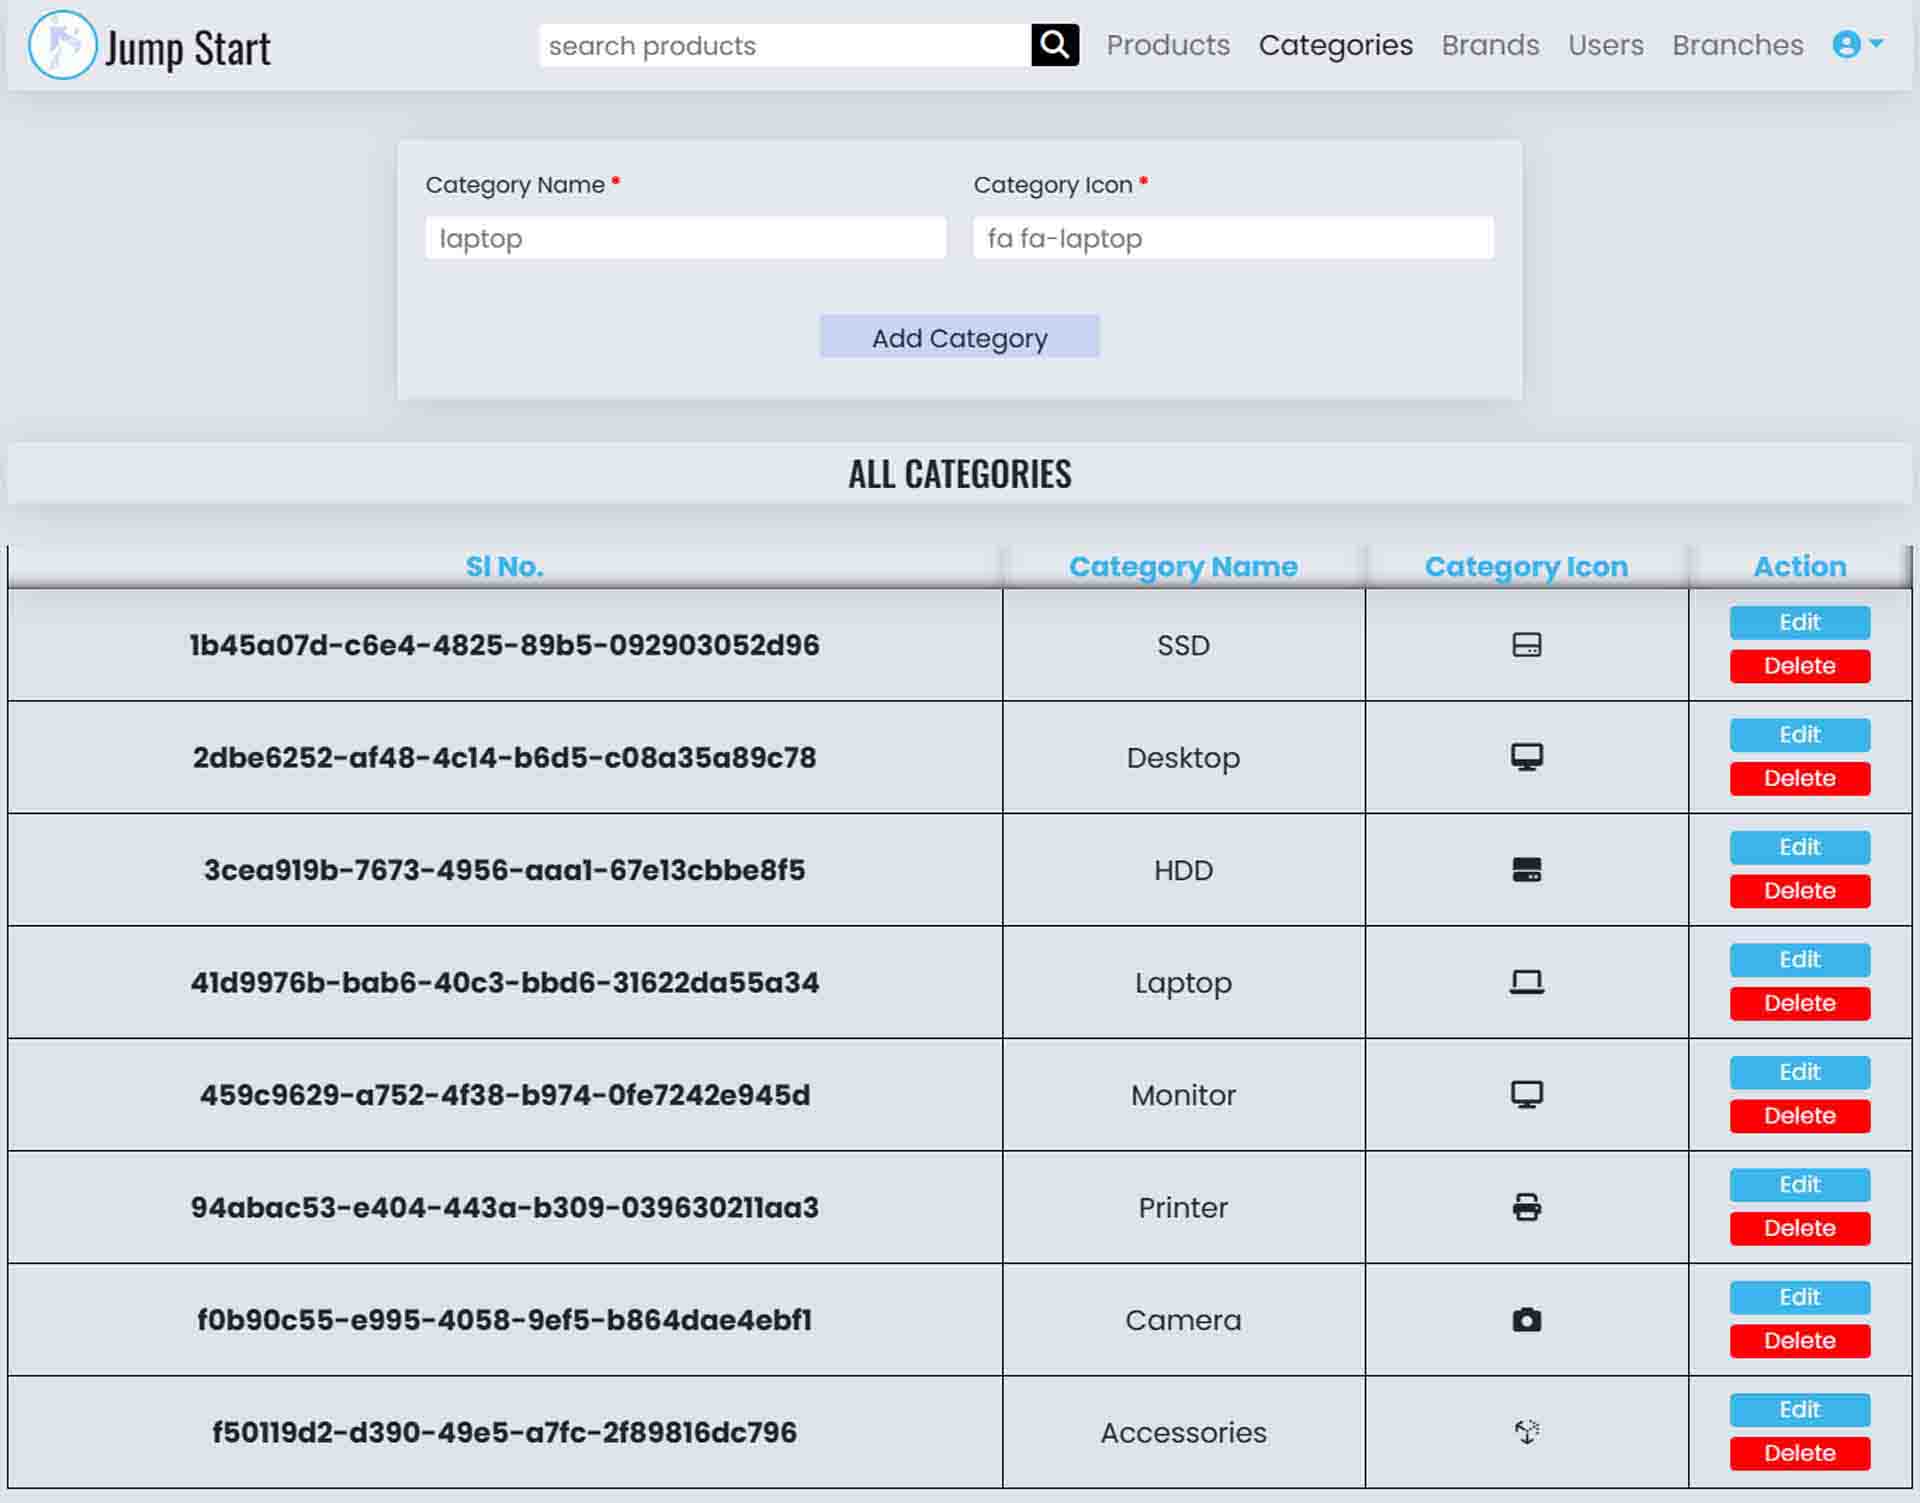 Jump Start
search products
Products Categories Brands Users Branches
Category Name * Category Icon *
laptop fa fa-laptop
Add Category
ALL CATEGORIES
Sl No. Category Name Category Icon Action
1b45a07d-c6e4-4825-89b5-092903052d96 SSD Edit
Delete
2dbe6252-af48-4c14-b6d5-c08a35a89c78 Desktop Edit
Delete
3cea919b-7673-4956-aaa1-67e13cbbe8f5 HDD Edit
Delete
41d9976b-bab6-40c3-bbd6-31622da55a34 Laptop Edit
Delete
459c9629-a752-4f38-b974-0fe7242e945d Monitor Edit
Delete
94abac53-e404-443a-b309-039630211aa3 Printer Edit
Delete
f0b90c55-e995-4058-9ef5-b864dae4ebf1 Camera Edit
Delete
f50119d2-d390-49e5-a7fc-2f89816dc796 Accessories Edit
Delete